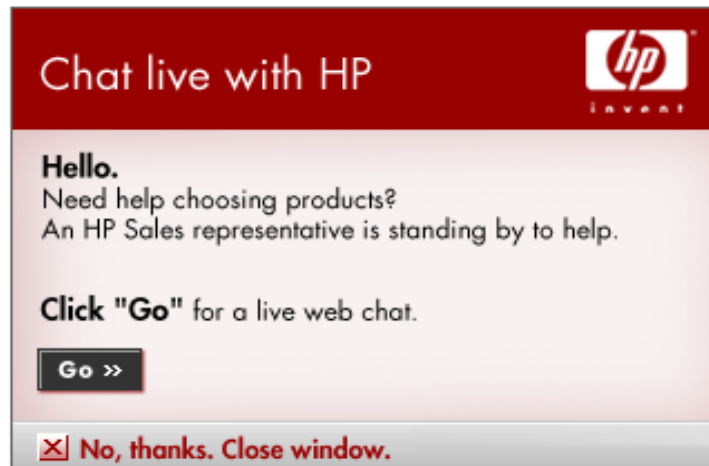 Chat live with HP
hp
invent
Hello.
Need help choosing products?
An HP Sales representative is standing by to help.
Click "Go" for a live web chat.
Go »
No, thanks. Close window.